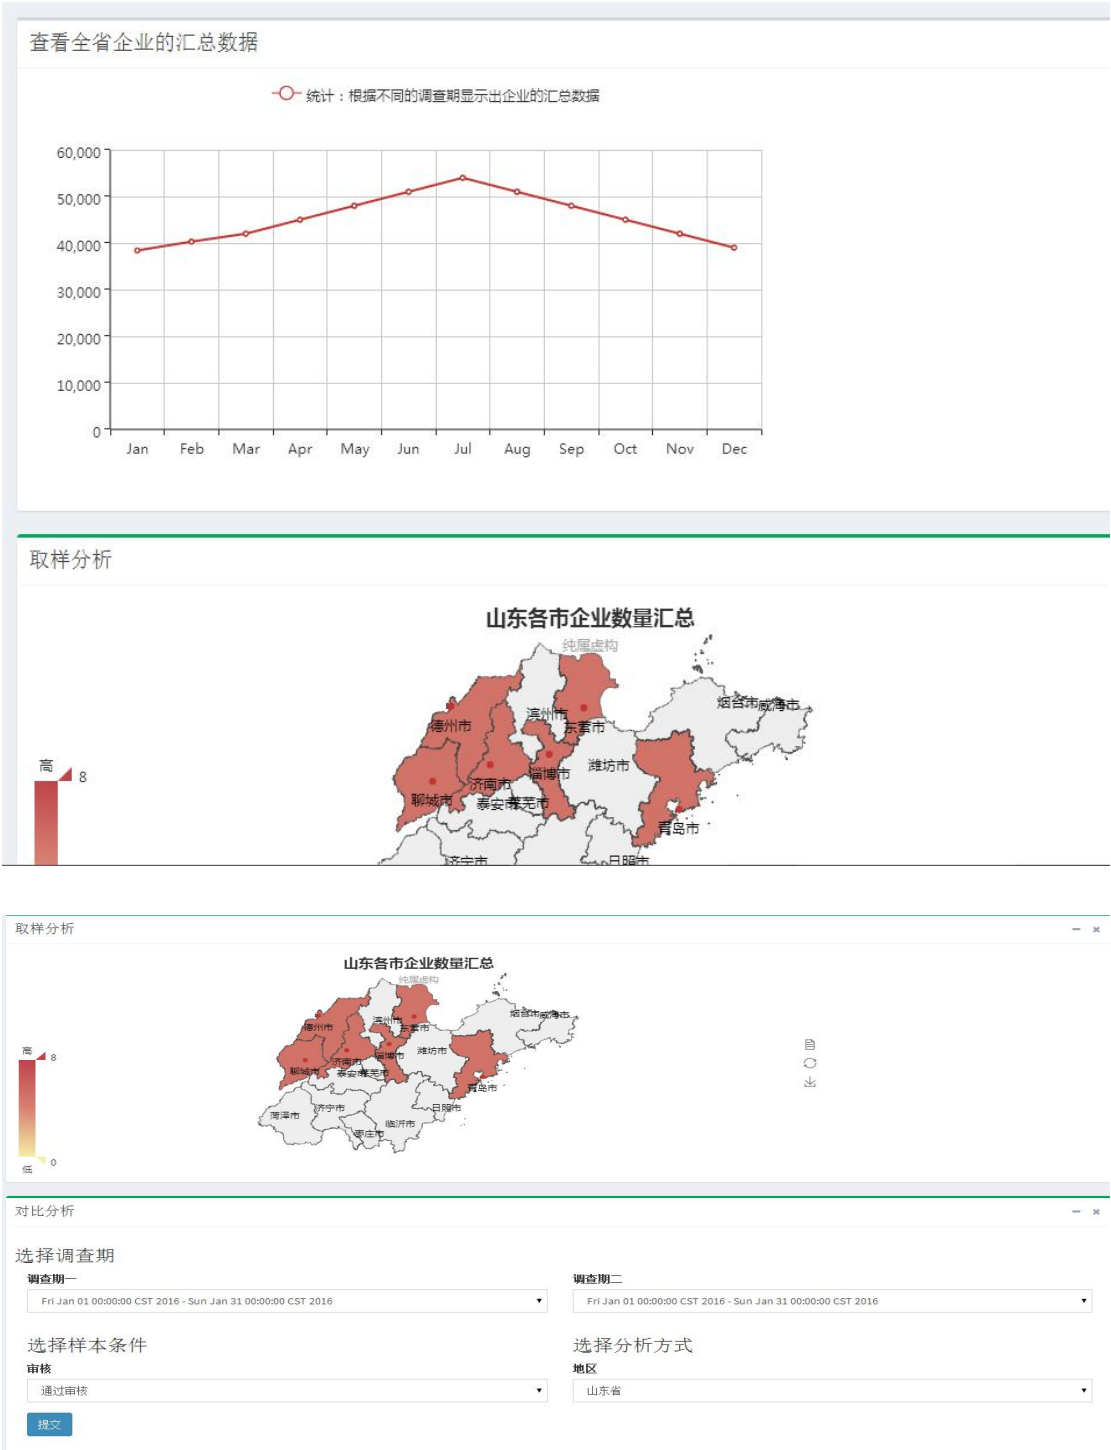 查看全省企业的汇总数据
统计：根据不同的调查期显示出企业的汇总数据
60,000
50,000
40,000
30,000
20,000
10,000
0
Jan Feb Mar Apr May Jun Jul Aug Sep Oct Nov Dec
取样分析
山东各市企业数量汇总
纯属虚构
烟台市 威海市
滨州市
德州市 东营市
高 8
潍坊市
淄博市
济南市
聊城市 泰安市 莱芜市
青岛市
济宁市 日照市
取样分析
山东各市企业数量汇总
纯属虚构
烟台市 威海市
滨州市
德州市 东营市
高 8
潍坊市
淄博市
济南市
聊城市 泰安市 莱芜市
青岛市
菏泽市 济宁市 日照市
临沂市
枣庄市
低 0
对比分析
选择调查期
调查期一 调查期二
Fri Jan 01 00:00:00 CST 2016 - Sun Jan 31 00:00:00 CST 2016 Fri Jan 01 00:00:00 CST 2016 - Sun Jan 31 00:00:00 CST 2016
选择样本条件 选择分析方式
审核 地区
通过审核 山东省
提交